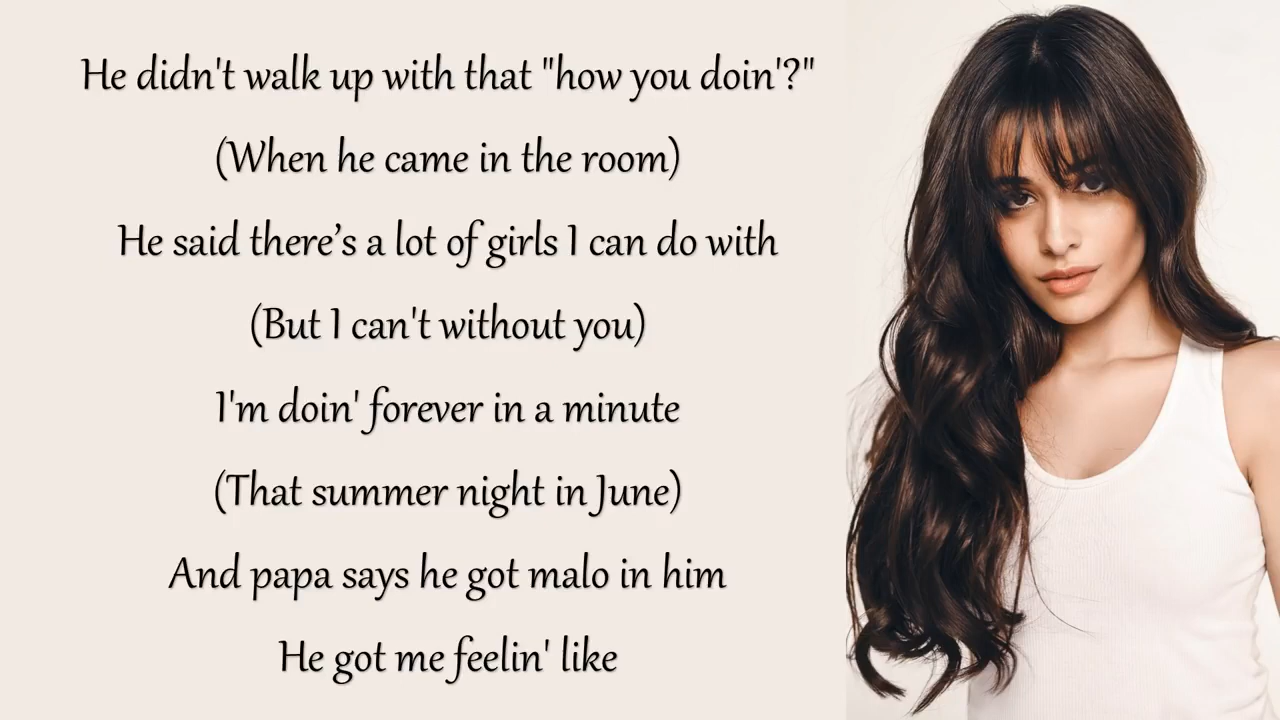 He didn't walk up with that "how you doin'?"
(When he came in the room)
He said there’s a lot of girls I can do with
(But I can't without you)
I'm doin' forever in a minute
(That summer night in June)
And papa says he got malo in him
He got me feelin' like